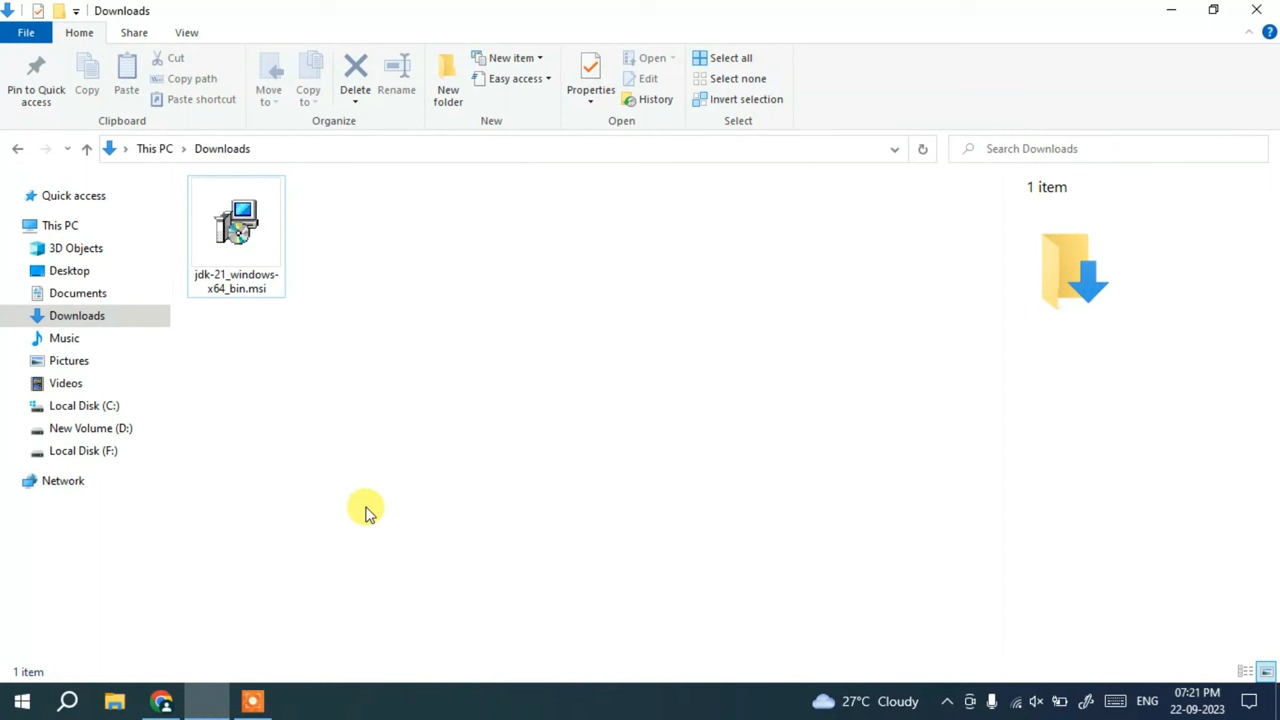 Downloads
File
Home
Share
View
Pin to Quick access
Copy
Paste
Cut
Copy path
Paste shortcut
Clipboard
Move to
Copy to
Delete
Rename
Organize
New folder
New item
Easy access
New
Properties
Open
Edit
History
Open
Select all
Select none
Invert selection
Select
This PC
Downloads
Search Downloads
Quick access
This PC
3D Objects
Desktop
Documents
Downloads
Music
Pictures
Videos
Local Disk (C:)
New Volume (D:)
Local Disk (F:)
Network
jdk-21_windows-
x64_bin.msi
1 item
1 item
27°C Cloudy
ENG
07:21 PM
22-09-2023